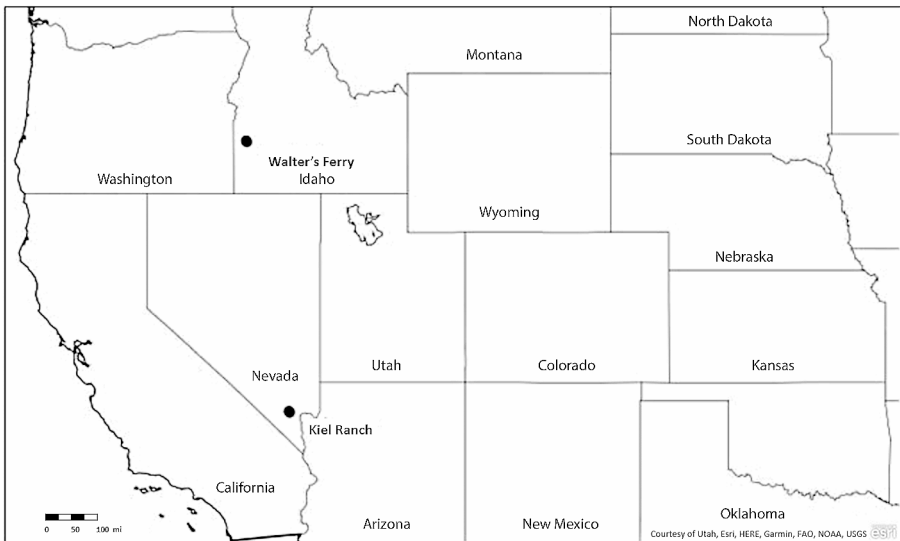 North Dakota
Montana
South Dakota
Walter's Ferry
Idaho
Washington
Wyoming
Nebraska
Utah
Colorado
Kansas
Nevada
Kiel Ranch
California
Arizona
New Mexico
Oklahoma
0 50 100 mi
Courtesy of Utah, Esri, HERE, Garmin, FAO, NOAA, USGS esri